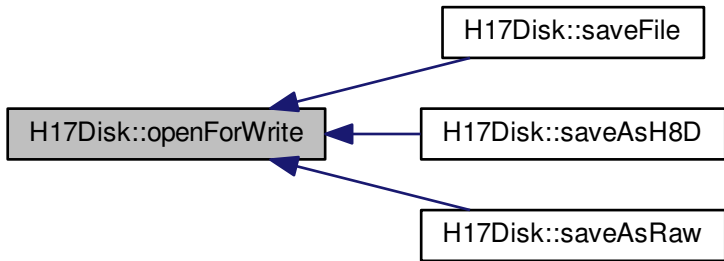 H17Disk::saveFile
H17Disk::openForWrite
H17Disk::saveAsH8D
H17Disk::saveAsRaw